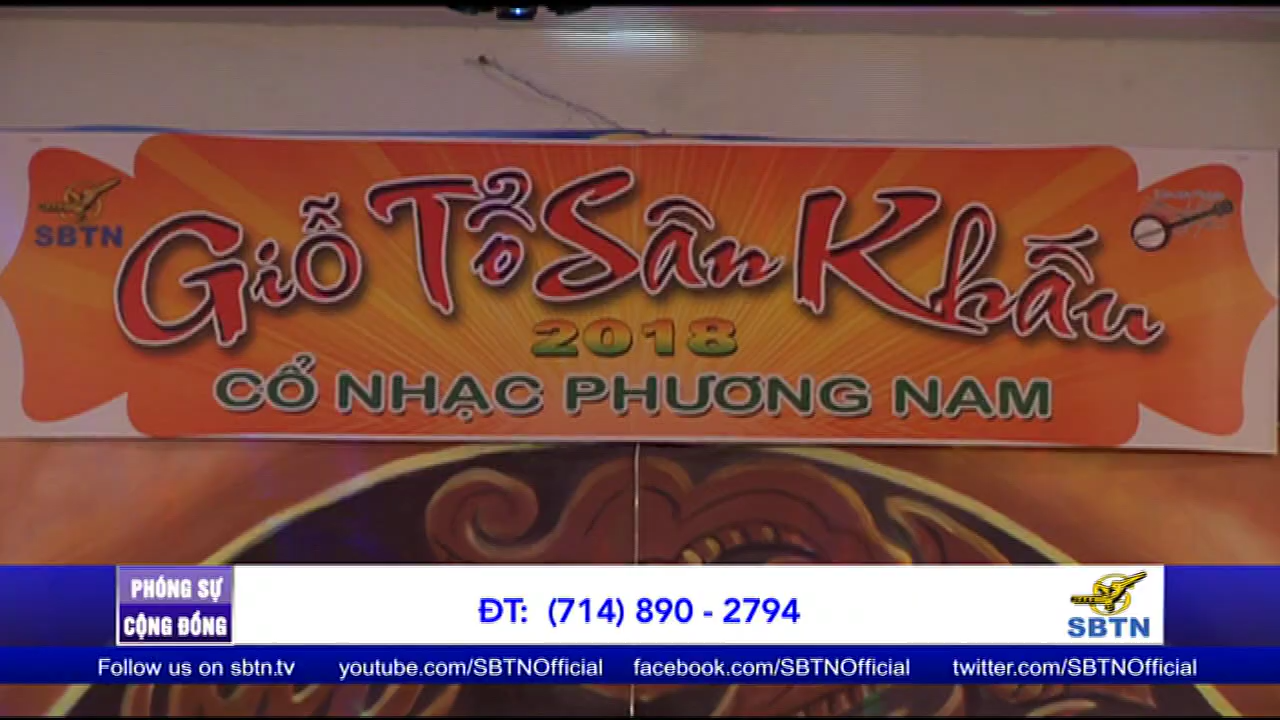 SBTN
Giỗ Tổ Sân Khấu
2018
CỔ NHẠC PHƯƠNG NAM
PHÓNG SỰ
CỘNG ĐỒNG
ĐT: (714) 890 - 2794
SBTN
Follow us on sbtn.tv youtube.com/SBTNOfficial facebook.com/SBTNOfficial twitter.com/SBTNOfficial